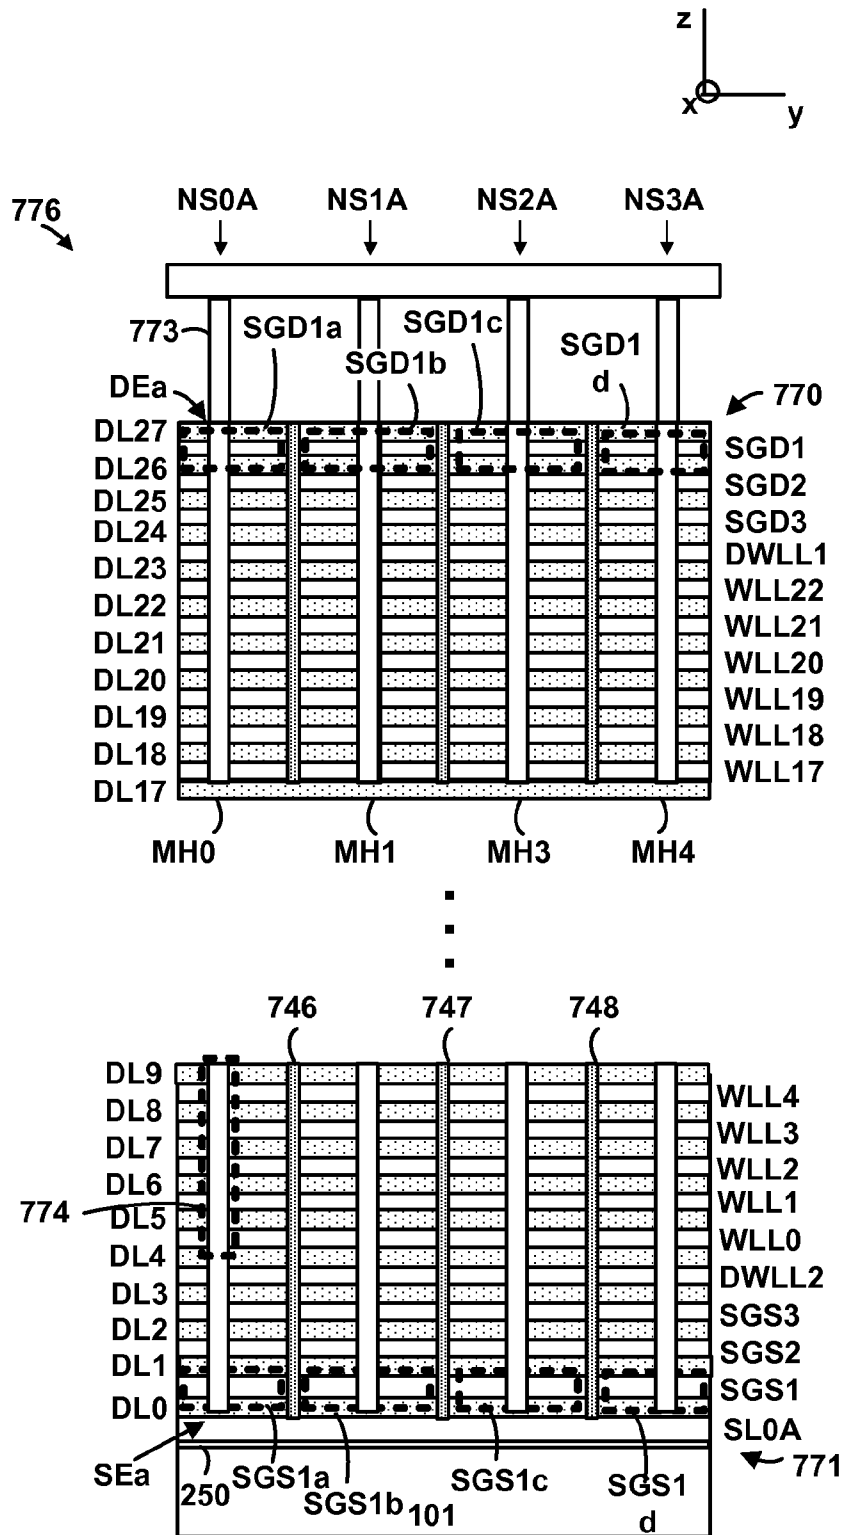 z
x
y
776
NS0A NS1A NS2A NS3A
773
SGD1a
SGD1b
SGD1c
SGD1
d
DEa
770
DL27
SGD1
DL26
SGD2
DL25
SGD3
DL24
DWLL1
DL23
WLL22
DL22
WLL21
DL21
WLL20
DL20
WLL19
DL19
WLL18
DL18
WLL17
DL17
MH0 MH1 MH3 MH4
746 747 748
DL9
WLL4
DL8
WLL3
DL7
WLL2
DL6
WLL1
774
DL5
WLL0
DL4
DWLL2
DL3
SGS3
DL2
SGS2
DL1
SGS1
DL0
SL0A
SEa
250
SGS1a
SGS1b
101
SGS1c
SGS1
d
771